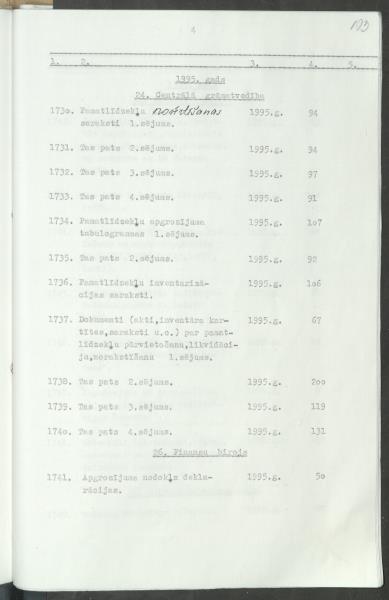 4
193
1. 2. 3. 4. 5.
1995. gads
24. Centrālā grāmatvedība
173o. Pamatlīdzekļu norēķšanas 1995.g. 94
saraksti 1.sējums.
1731. Tas pats 2.sējums. 1995.g. 94
1732. Tas pats 3.sējums. 1995.g. 97
1733. Tas pats 4.sējums. 1995.g. 91
1734. Pamatlīdzekļu apgrozījuma 1995.g. 1o7
tabulogrammas 1.sējums.
1735. Tas pats 2.sējums. 1995.g. 92
1736. Pamatlīdzekļu inventarizā- 1995.g. 1o6
cijas saraksti.
1737. Dokumenti (akti,inventāra kar- 1995.g. 67
tītes,saraksti u.c.) par pamat-
līdzekļu pārvietošanu,likvidāci-
ju,norakstīšanu 1.sējums.
1738. Tas pats 2.sējums. 1995.g. 2oo
1739. Tas pats 3.sējums. 1995.g. 119
174o. Tas pats 4.sējums. 1995.g. 131
26. Finansu birojs
1741. Apgrozījuma nodokļa dekla- 1995.g. 5o
rācijas.